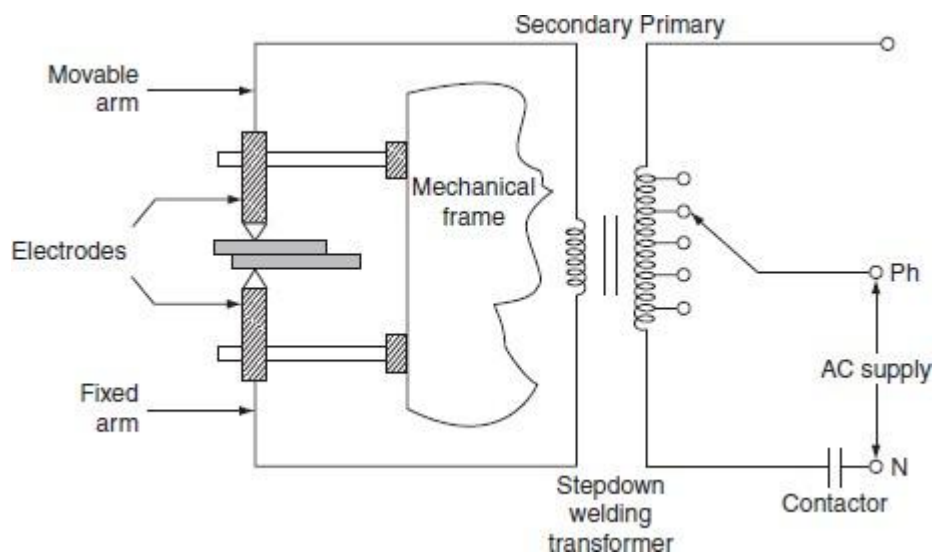 Secondary Primary
Movable
arm
Mechanical
frame
Electrodes
Ph
AC supply
Fixed
arm
N
Stepdown
welding
transformer
Contactor